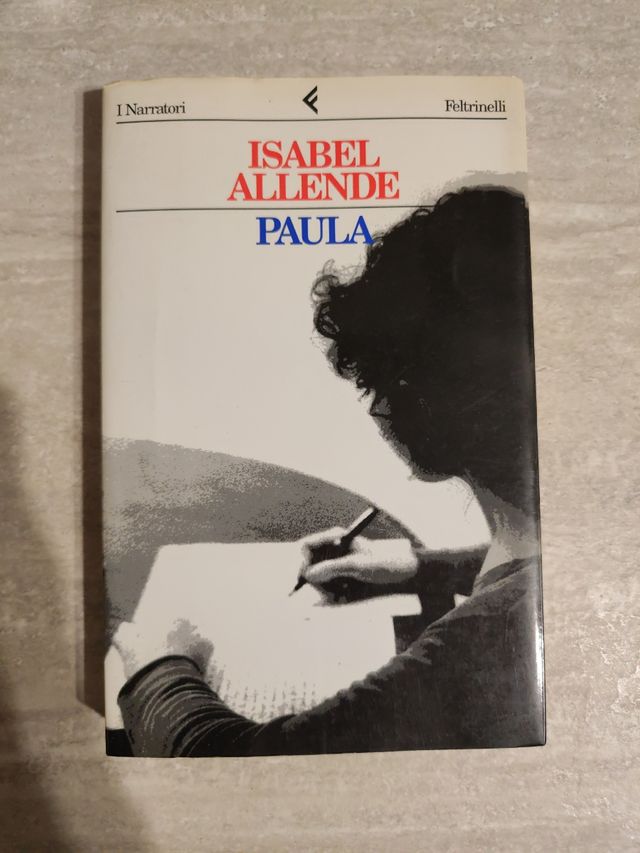 I Narratori
Feltrinelli
ISABEL
ALLENDE
PAULA